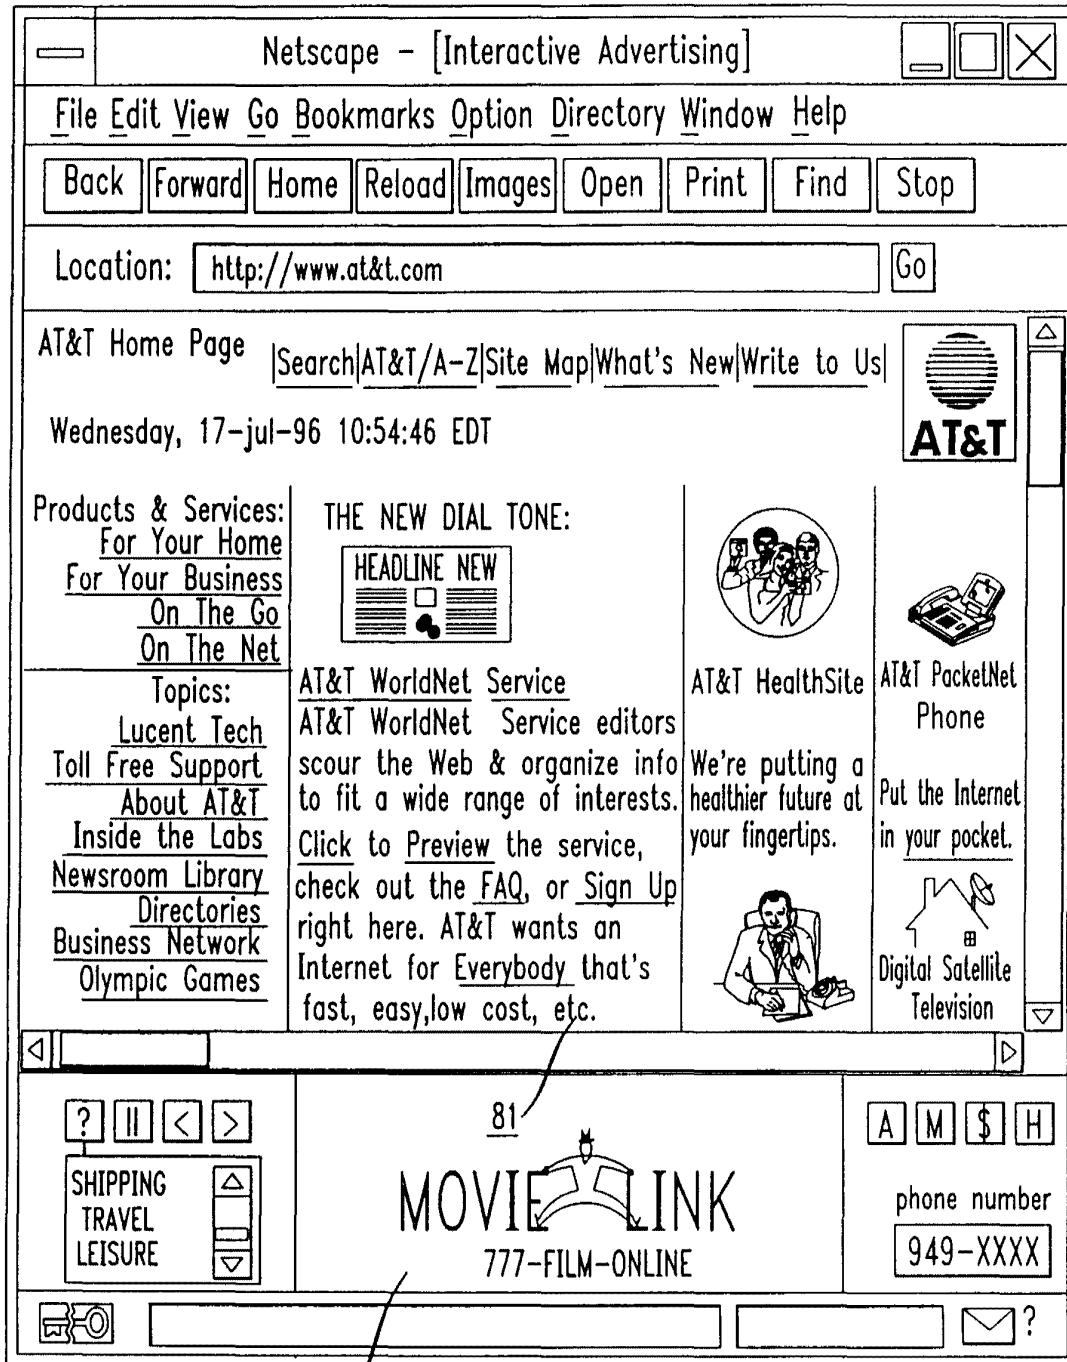 Netscape – [Interactive Advertising]
File Edit View Go Bookmarks Option Directory Window Help
Back Forward Home Reload Images Open Print Find Stop
Location: http://www.at&t.com Go
AT&T Home Page |Search|AT&T/A-Z|Site Map|What's New|Write to Us|
AT&T
Wednesday, 17-jul-96 10:54:46 EDT
Products & Services:
For Your Home
For Your Business
On The Go
On The Net
Topics:
Lucent Tech
Toll Free Support
About AT&T
Inside the Labs
Newsroom Library
Directories
Business Network
Olympic Games
THE NEW DIAL TONE:
HEADLINE NEW
AT&T WorldNet Service
AT&T WorldNet Service editors
scour the Web & organize info
to fit a wide range of interests.
Click to Preview the service,
check out the FAQ, or Sign Up
right here. AT&T wants an
Internet for Everybody that's
fast, easy,low cost, etc.
AT&T HealthSite
We're putting a
healthier future at
your fingertips.
AT&T PacketNet
Phone
Put the Internet
in your pocket.
Digital Satellite
Television
? || < >
SHIPPING
TRAVEL
LEISURE
81
MOVIE LINK
777-FILM-ONLINE
A M $ H
phone number
949-XXXX
?